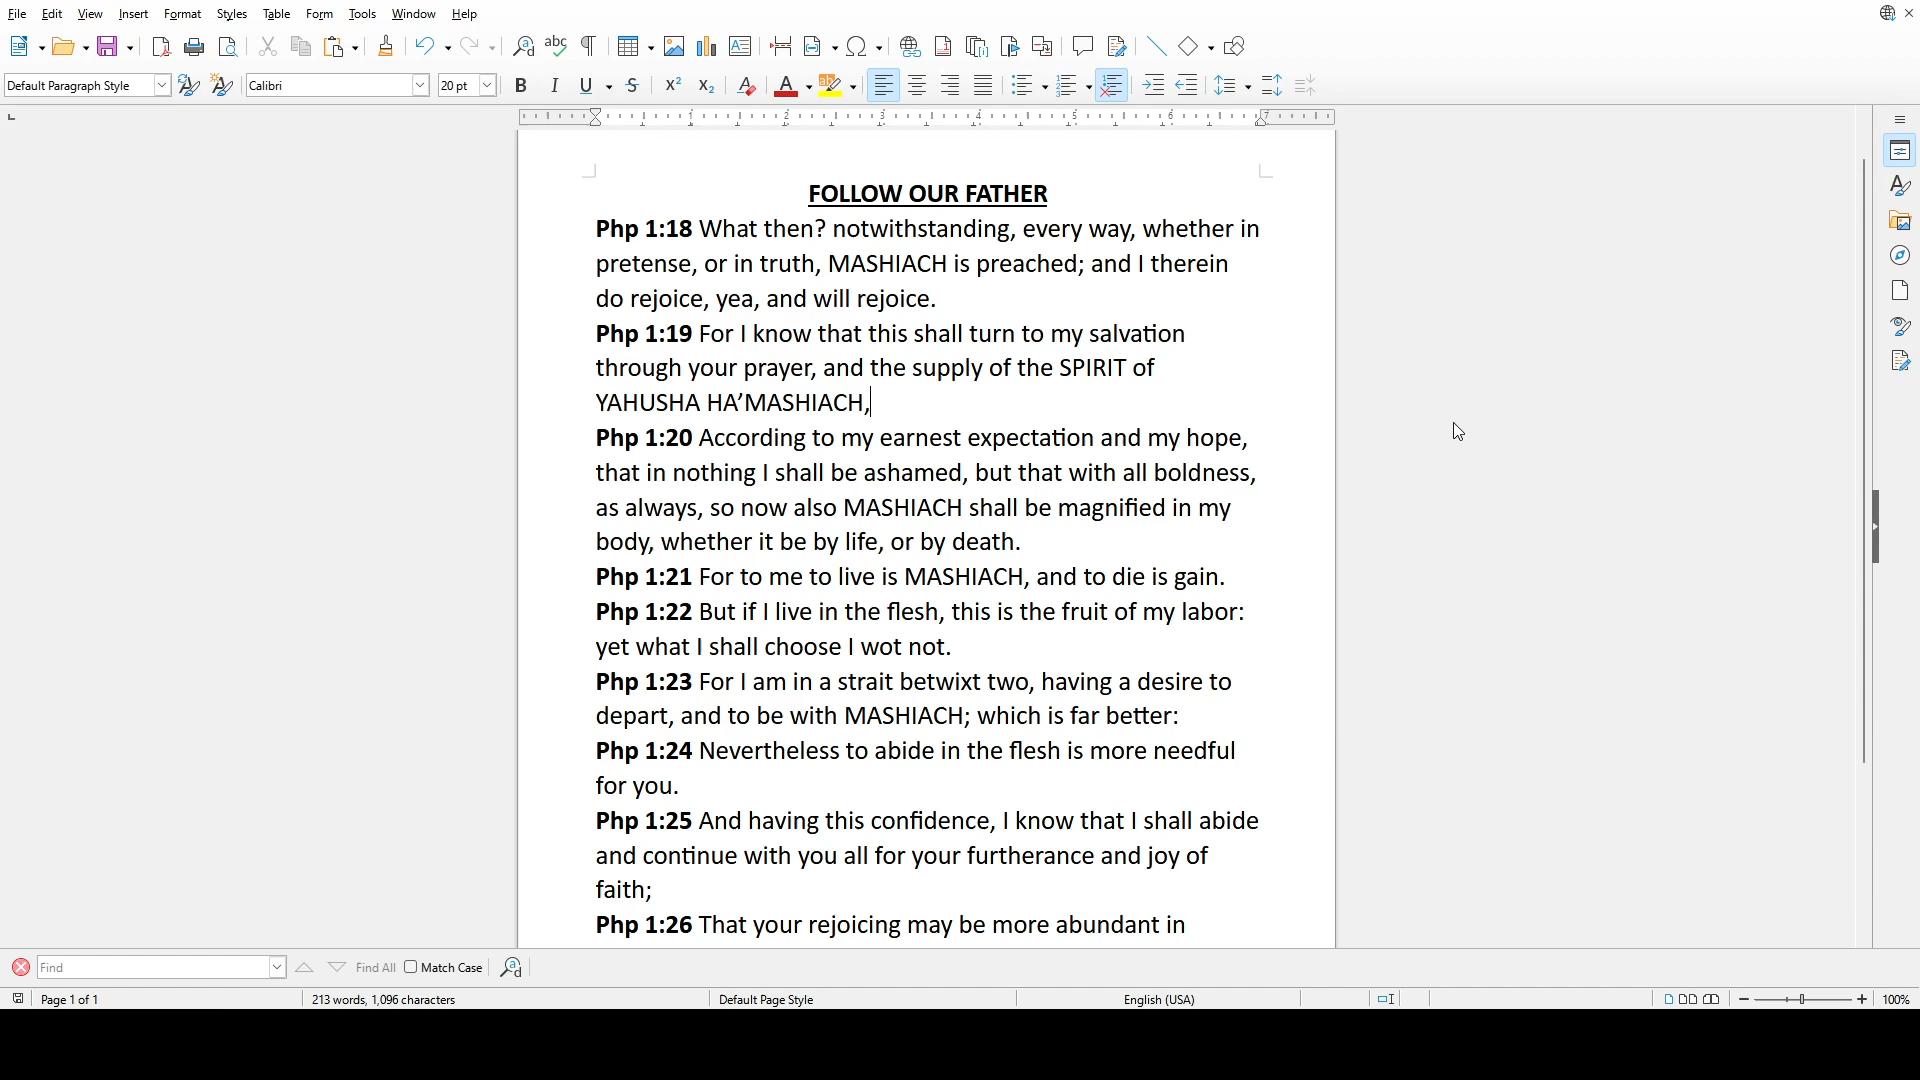 File Edit View Insert Format Styles Table Form Tools Window Help
Default Paragraph Style Calibri 20 pt
1 2 3 4 5 6 7
FOLLOW OUR FATHER
Php 1:18 What then? notwithstanding, every way, whether in
pretense, or in truth, MASHIACH is preached; and I therein
do rejoice, yea, and will rejoice.
Php 1:19 For I know that this shall turn to my salvation
through your prayer, and the supply of the SPIRIT of
YAHUSHA HA’MASHIACH,
Php 1:20 According to my earnest expectation and my hope,
that in nothing I shall be ashamed, but that with all boldness,
as always, so now also MASHIACH shall be magnified in my
body, whether it be by life, or by death.
Php 1:21 For to me to live is MASHIACH, and to die is gain.
Php 1:22 But if I live in the flesh, this is the fruit of my labor:
yet what I shall choose I wot not.
Php 1:23 For I am in a strait betwixt two, having a desire to
depart, and to be with MASHIACH; which is far better:
Php 1:24 Nevertheless to abide in the flesh is more needful
for you.
Php 1:25 And having this confidence, I know that I shall abide
and continue with you all for your furtherance and joy of
faith;
Php 1:26 That your rejoicing may be more abundant in
Find Find All Match Case
Page 1 of 1 213 words, 1,096 characters Default Page Style English (USA) 100%